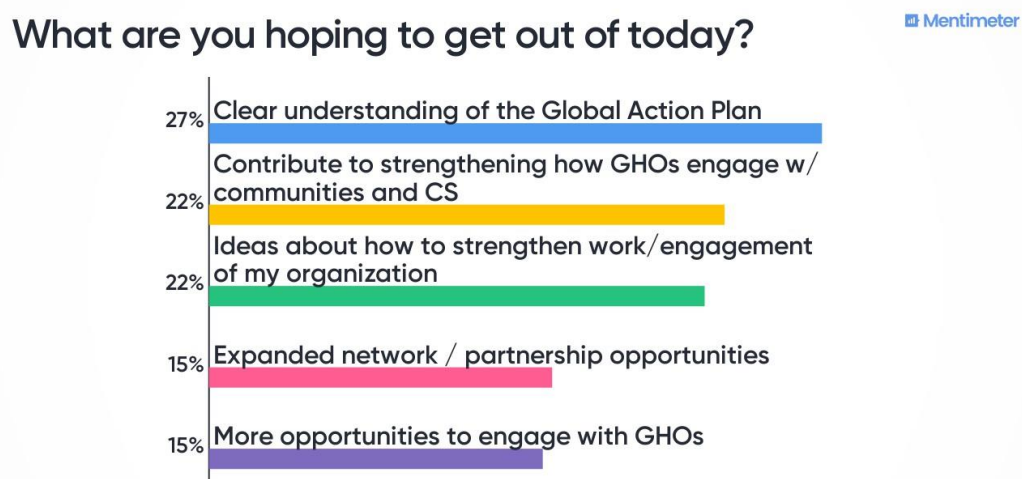 What are you hoping to get out of today?
Mentimeter
27%
Clear understanding of the Global Action Plan
22%
Contribute to strengthening how GHOs engage w/
communities and CS
22%
Ideas about how to strengthen work/engagement
of my organization
15%
Expanded network / partnership opportunities
15%
More opportunities to engage with GHOs